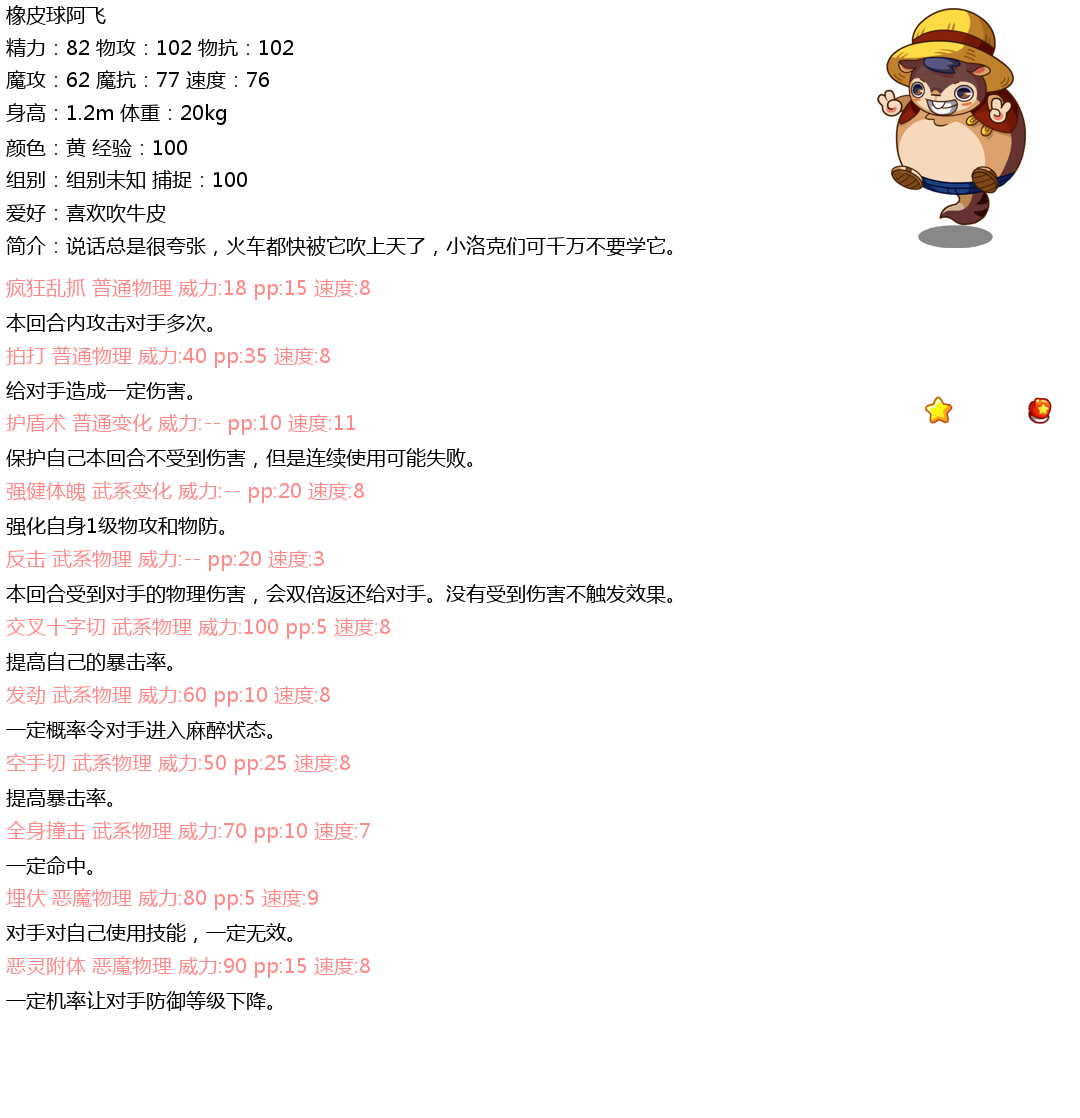 橡皮球阿飞
精力：82 物攻：102 物抗：102
魔攻：62 魔抗：77 速度：76
身高：1.2m 体重：20kg
颜色：黄 经验：100
组别：组别未知 捕捉：100
爱好：喜欢吹牛皮
简介：说话总是很夸张，火车都快被它吹上天了，小洛克们可千万不要学它。
疯狂乱抓 普通物理 威力:18 pp:15 速度:8
本回合内攻击对手多次。
拍打 普通物理 威力:40 pp:35 速度:8
给对手造成一定伤害。
护盾术 普通变化 威力:-- pp:10 速度:11
保护自己本回合不受到伤害，但是连续使用可能失败。
强健体魄 武系变化 威力:-- pp:20 速度:8
强化自身1级物攻和物防。
反击 武系物理 威力:-- pp:20 速度:3
本回合受到对手的物理伤害，会双倍返还给对手。没有受到伤害不触发效果。
交叉十字切 武系物理 威力:100 pp:5 速度:8
提高自己的暴击率。
发劲 武系物理 威力:60 pp:10 速度:8
一定概率令对手进入麻醉状态。
空手切 武系物理 威力:50 pp:25 速度:8
提高暴击率。
全身撞击 武系物理 威力:70 pp:10 速度:7
一定命中。
埋伏 恶魔物理 威力:80 pp:5 速度:9
对手对自己使用技能，一定无效。
恶灵附体 恶魔物理 威力:90 pp:15 速度:8
一定机率让对手防御等级下降。